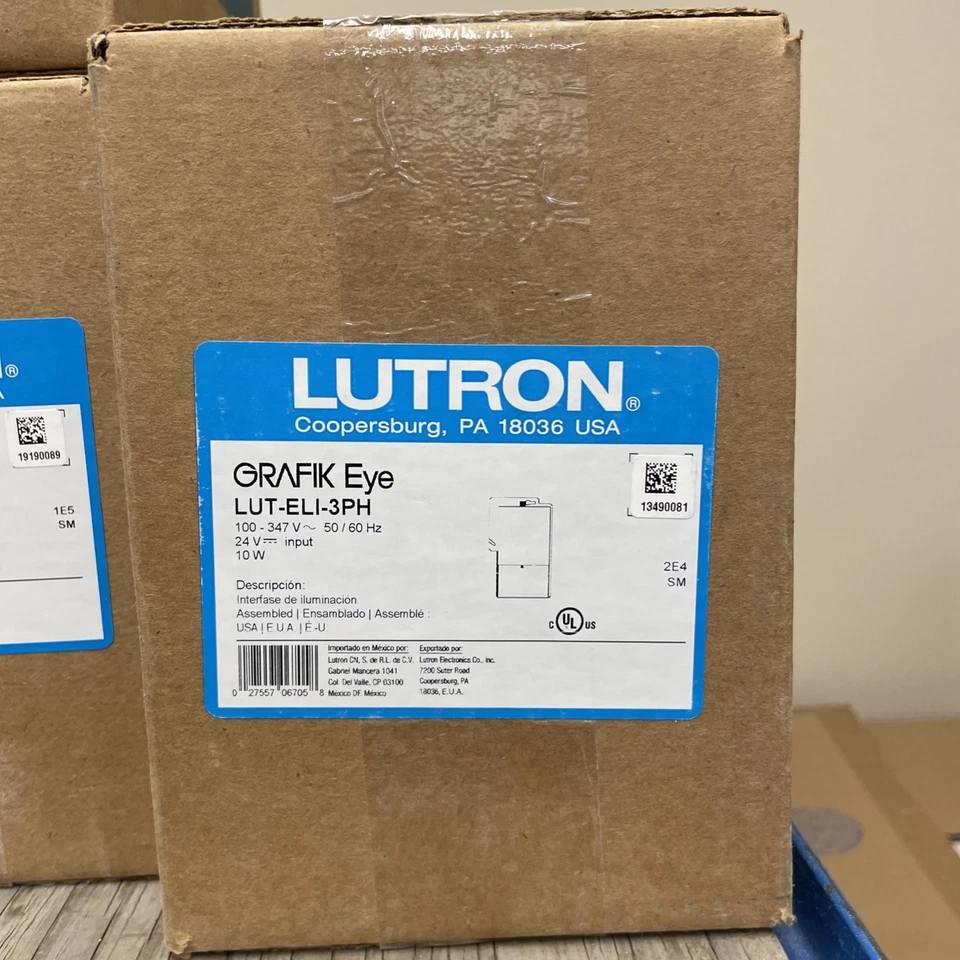 LUTRON®
Coopersburg, PA 18036 USA
GRAFIK Eye
LUT-ELI-3PH
100 - 347 V~ 50 / 60 Hz
24 V⎓ input
10 W
13490081
2E4
SM
Descripción:
Interfase de iluminación
Assembled | Ensamblado | Assemblé :
USA | E U A | É -U
C UL US
Importado en México por:
Lutron CN, S. de R.L. de C.V.
Gabriel Mancera 1041
Col. Del Valle, CP 03100
México DF. México
Exportado por:
Lutron Electronics Co., Inc.
7200 Suter Road
Coopersburg, PA
18036, E.U.A.
0 27557 06705 8
®
19190089
1E5
SM